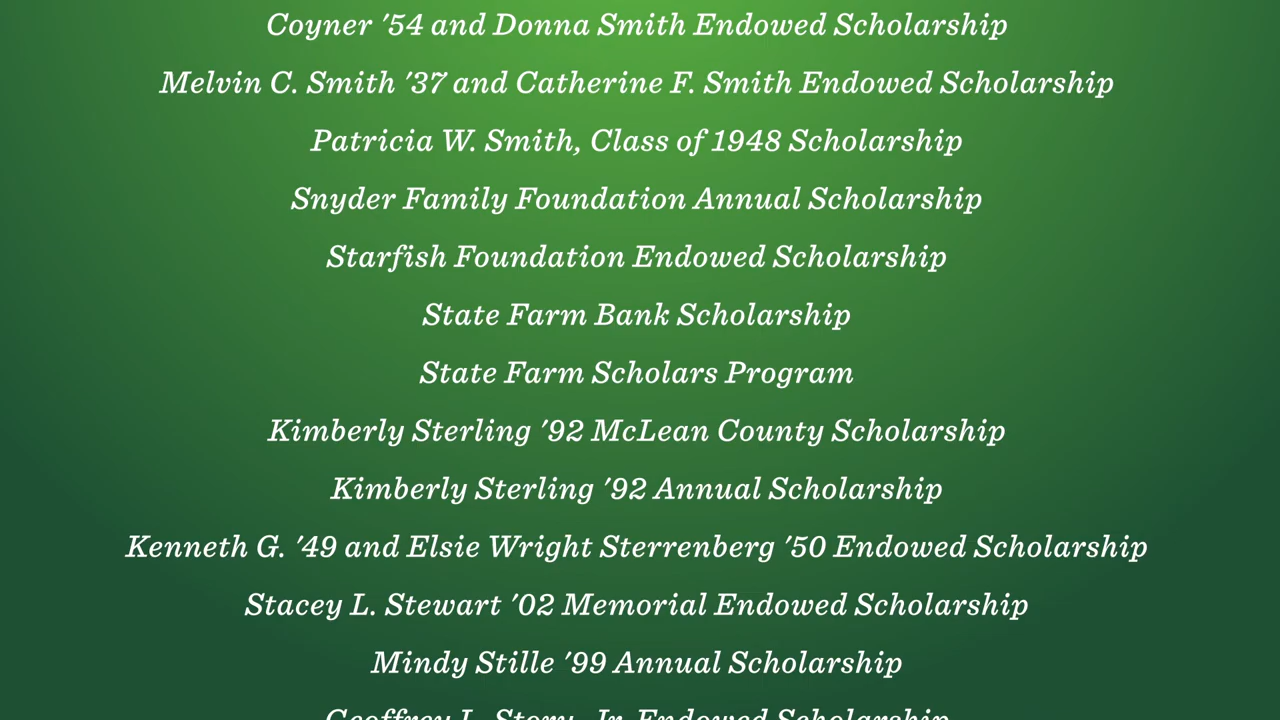 Coyner '54 and Donna Smith Endowed Scholarship
Melvin C. Smith '37 and Catherine F. Smith Endowed Scholarship
Patricia W. Smith, Class of 1948 Scholarship
Snyder Family Foundation Annual Scholarship
Starfish Foundation Endowed Scholarship
State Farm Bank Scholarship
State Farm Scholars Program
Kimberly Sterling '92 McLean County Scholarship
Kimberly Sterling '92 Annual Scholarship
Kenneth G. '49 and Elsie Wright Sterrenberg '50 Endowed Scholarship
Stacey L. Stewart '02 Memorial Endowed Scholarship
Mindy Stille '99 Annual Scholarship
Geoffrey L. Story, Jr. Endowed Scholarship